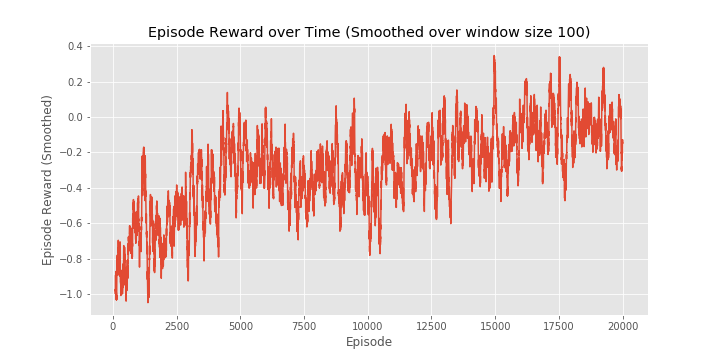 Episode Reward over Time (Smoothed over window size 100)
Episode Reward (Smoothed)
0.4
0.2
0.0
−0.2
−0.4
−0.6
−0.8
−1.0
0 2500 5000 7500 10000 12500 15000 17500 20000
Episode